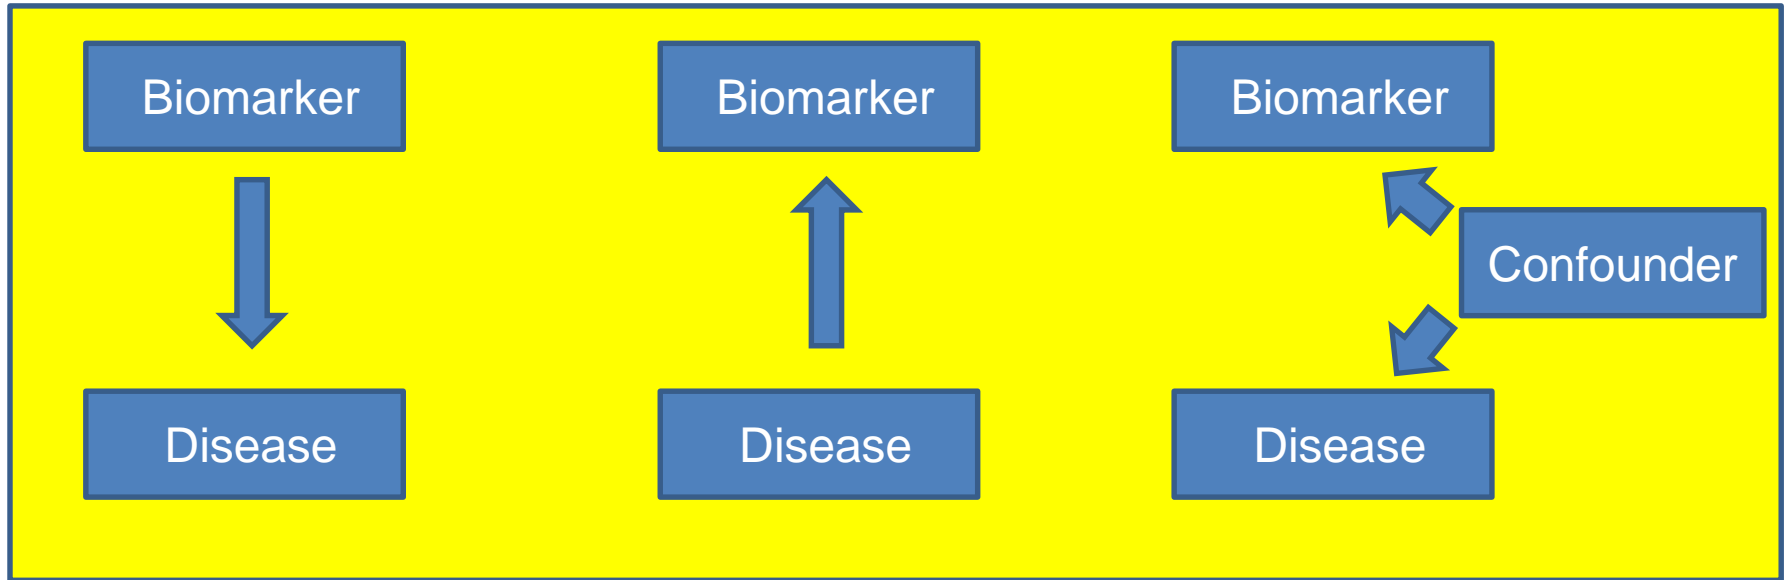 Biomarker
Biomarker
Biomarker
Confounder
Disease
Disease
Disease